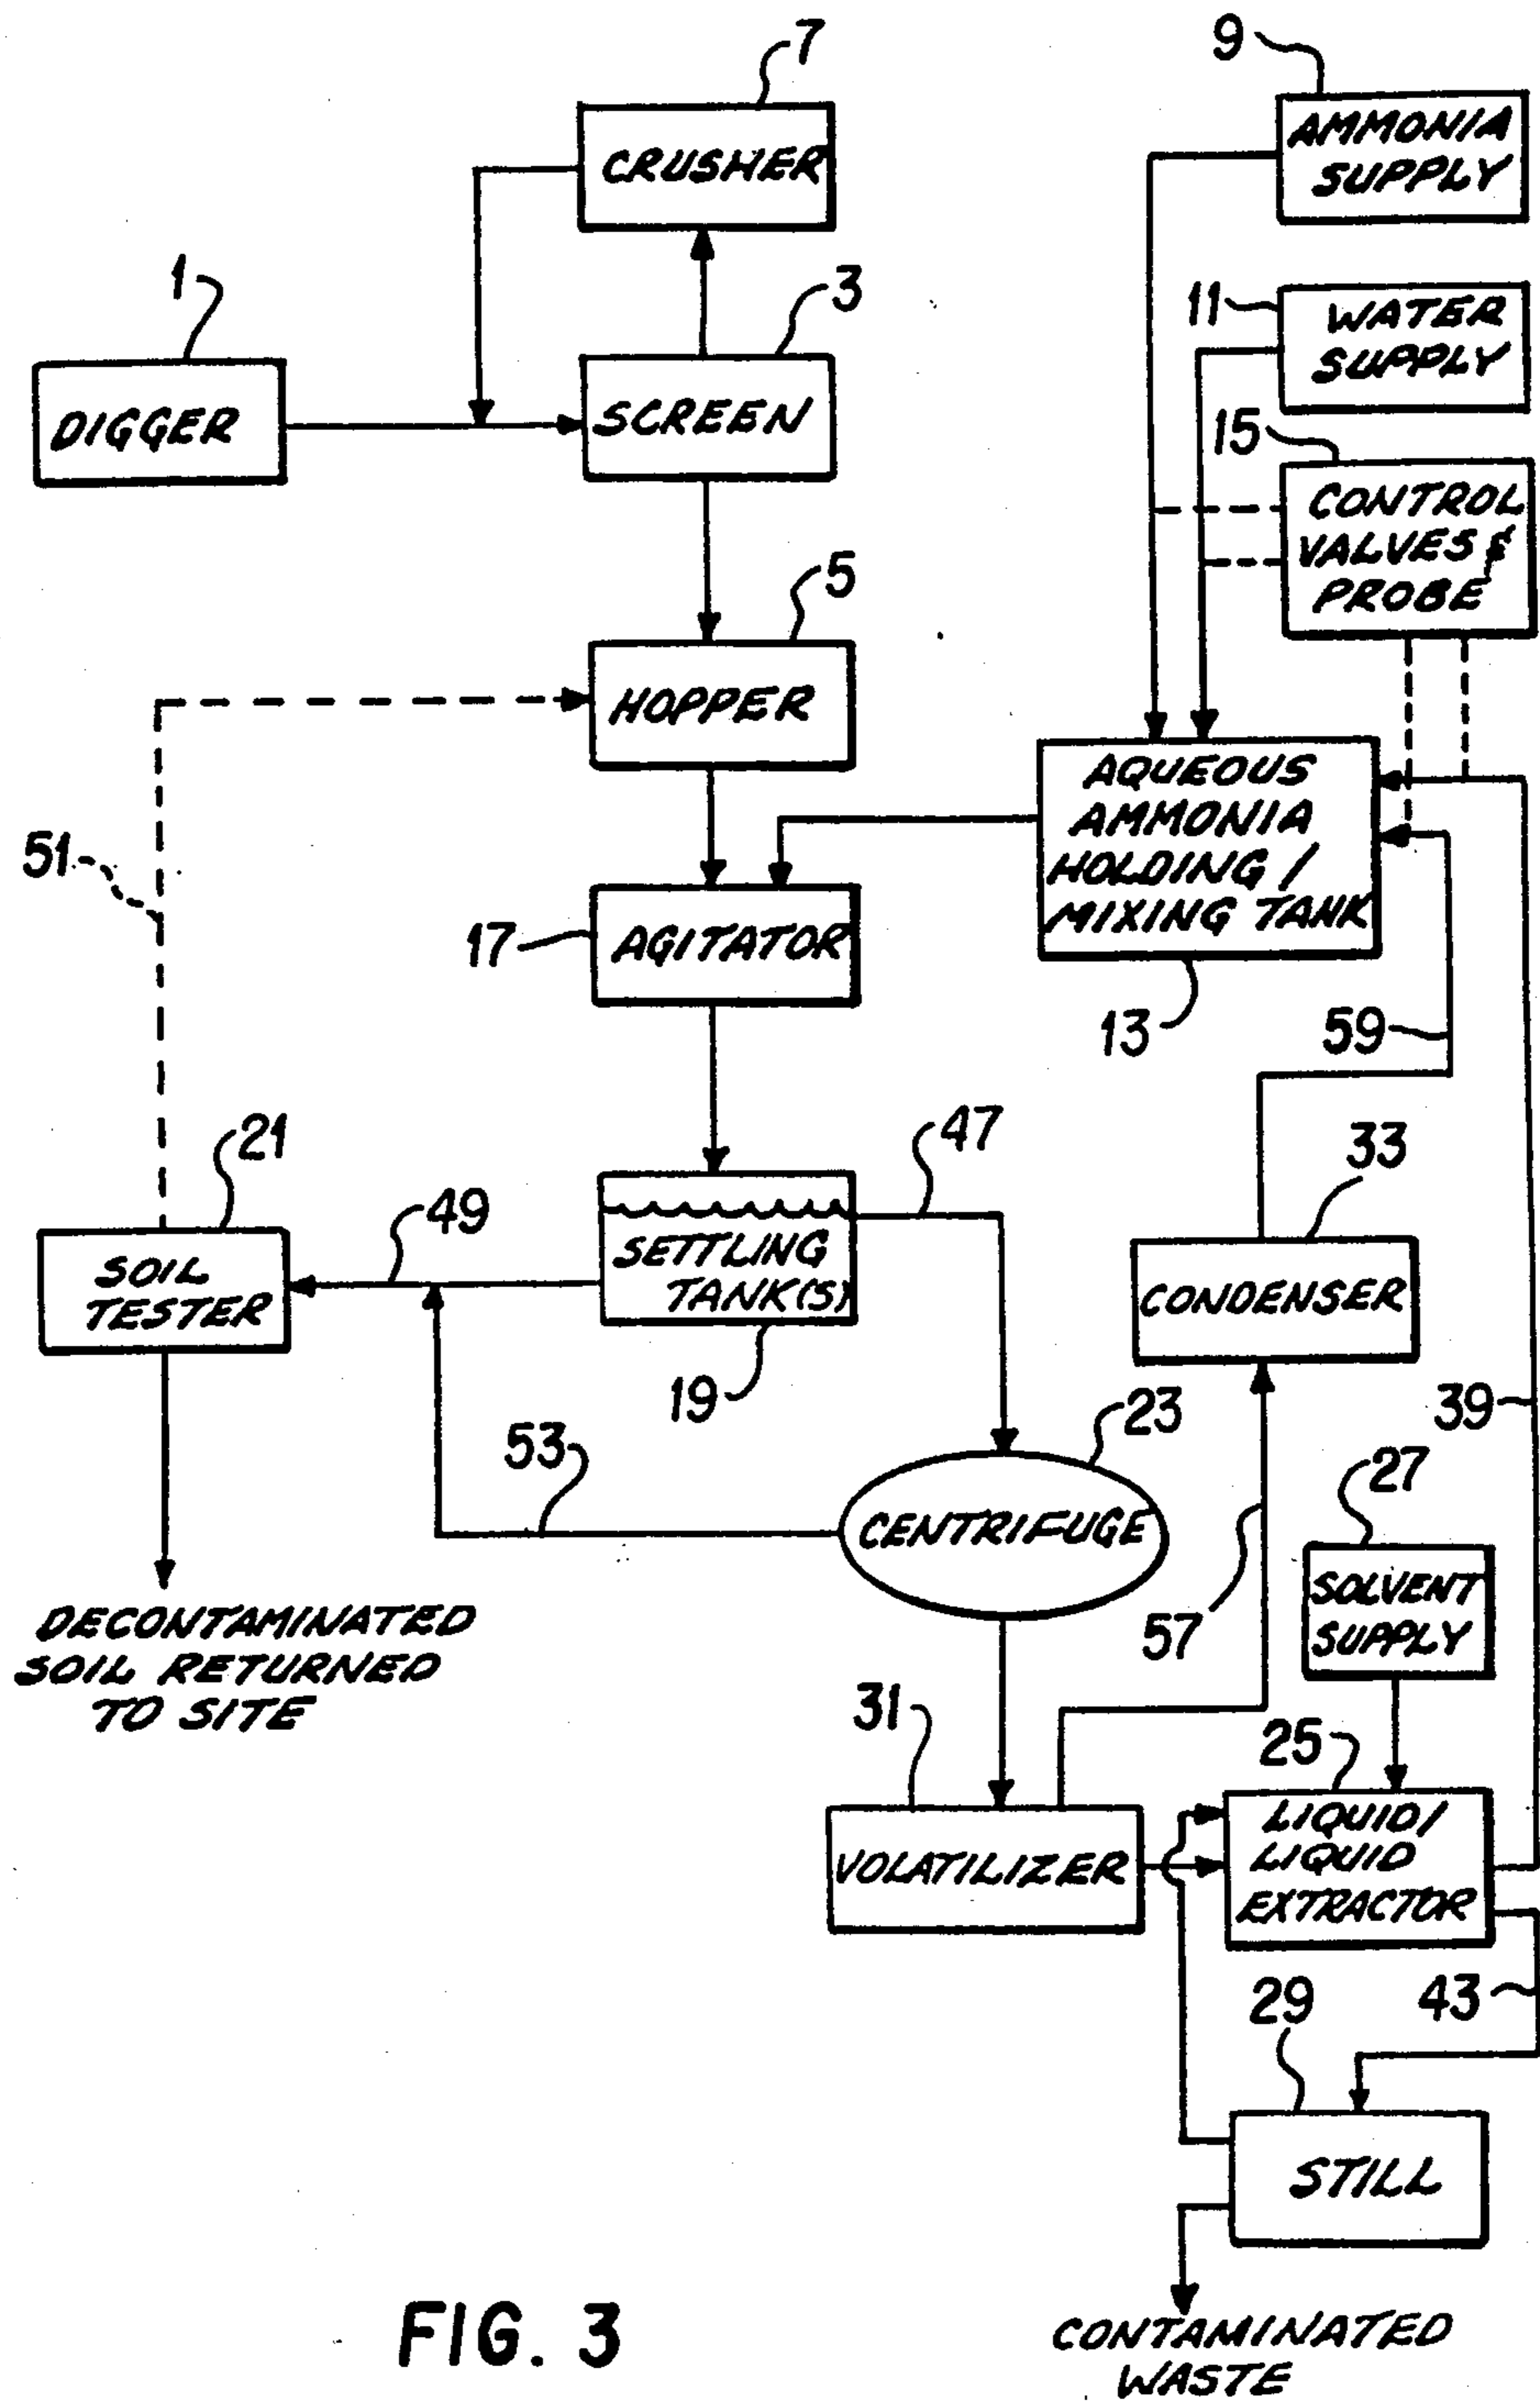 7
CRUSHER
9
AMMONIA
SUPPLY
1
DIGGER
3
SCREEN
11
WATER
SUPPLY
15
CONTROL
VALVES &
PROBE
5
HOPPER
51
17
AGITATOR
AQUEOUS
AMMONIA
HOLDING /
MIXING TANK
13
59
21
SOIL
TESTER
49
47
SETTLING
TANK(S)
19
33
CONDENSER
39
53
23
CENTRIFUGE
57
27
SOLVENT
SUPPLY
DECONTAMINATED
SOIL RETURNED
TO SITE
31
VOLATILIZER
25
LIQUID/
LIQUID
EXTRACTOR
43
29
STILL
CONTAMINATED
WASTE
FIG. 3